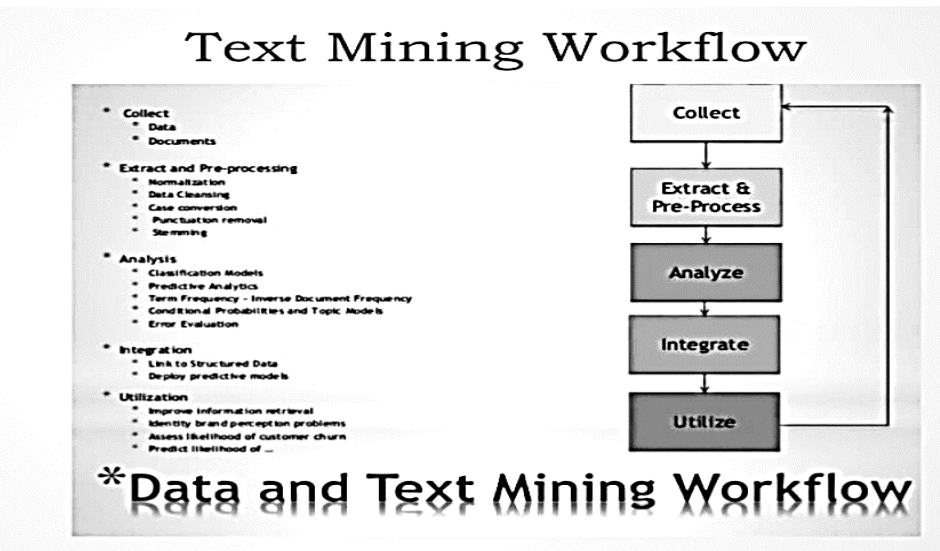 Text Mining Workflow
* Collect
* Data
* Documents
* Extract and Pre-processing
* Normalization
* Data Cleansing
* Case conversion
* Punctuation removal
* Stemming
* Analysis
* Classification Models
* Predictive Analytics
* Term Frequency - Inverse Document Frequency
* Conditional Probabilities and Topic Models
* Error Evaluation
* Integration
* Link to Structured Data
* Deploy predictive models
* Utilization
* Improve information retrieval
* Identity brand perception problems
* Assess likelihood of customer churn
* Predict likelihood of ...
Collect
Extract &
Pre-Process
Analyze
Integrate
Utilize
*Data and Text Mining Workflow